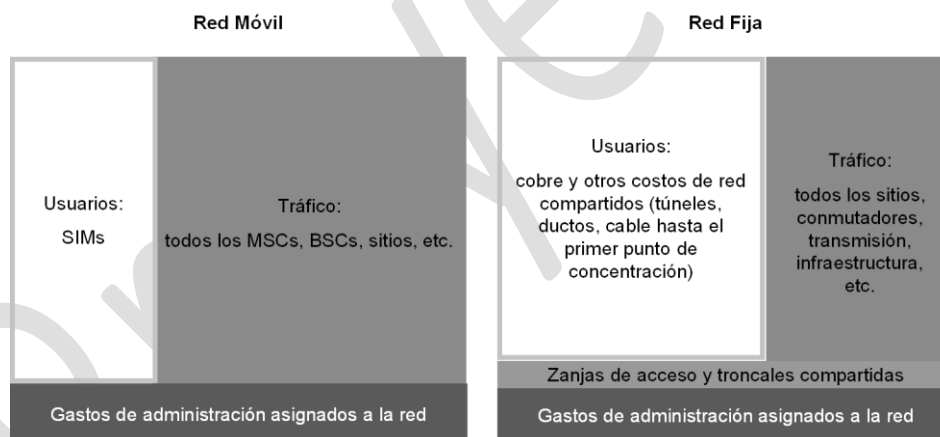 Red Móvil
Usuarios:
SIMs
Tráfico:
todos los MSCs, BSCs, sitios, etc.
Gastos de administración asignados a la red
Red Fija
Usuarios:
cobre y otros costos de red
compartidos (túneles,
ductos, cable hasta el
primer punto de
concentración)
Tráfico:
todos los sitios,
conmutadores,
transmisión,
infraestructura,
etc.
Zanjas de acceso y troncales compartidas
Gastos de administración asignados a la red